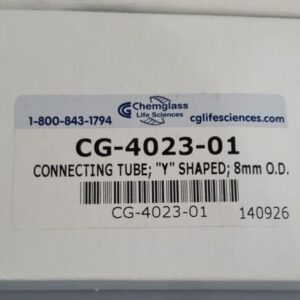 Chemglass
Life Sciences
1-800-843-1794 cglifesciences.com
CG-4023-01
CONNECTING TUBE; "Y" SHAPED; 8mm O.D.
CG-4023-01 140926